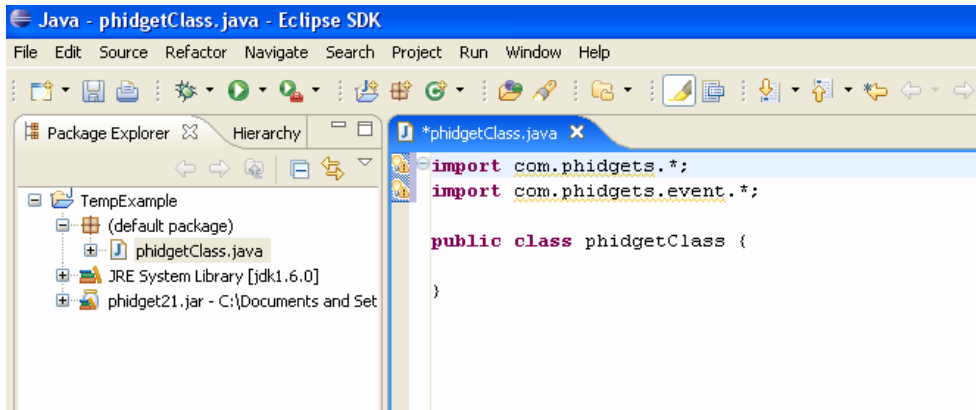 Java - phidgetClass.java - Eclipse SDK
File Edit Source Refactor Navigate Search Project Run Window Help
Package Explorer Hierarchy
*phidgetClass.java
import com.phidgets.*;
import com.phidgets.event.*;
public class phidgetClass {
}
TempExample
(default package)
phidgetClass.java
JRE System Library [jdk1.6.0]
phidget21.jar - C:\Documents and Set